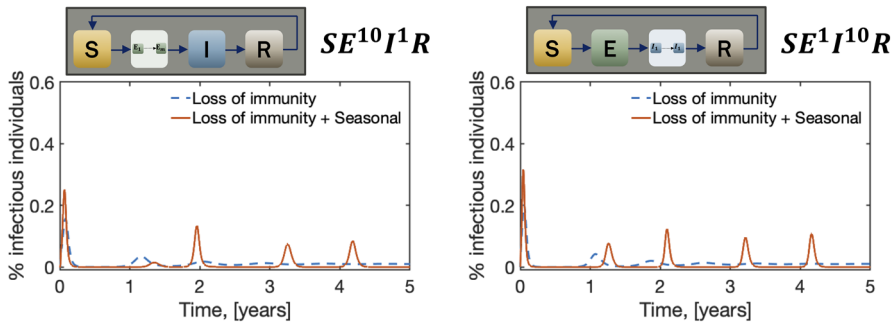 S
E₁
Eₘ
I
R
SE¹⁰I¹R
0.6
0.4
0.2
0
% infectious individuals
Loss of immunity
Loss of immunity + Seasonal
0 1 2 3 4 5
Time, [years]
S
E
R
SE¹I¹⁰R
0.6
0.4
0.2
0
% infectious individuals
Loss of immunity
Loss of immunity + Seasonal
0 1 2 3 4 5
Time, [years]